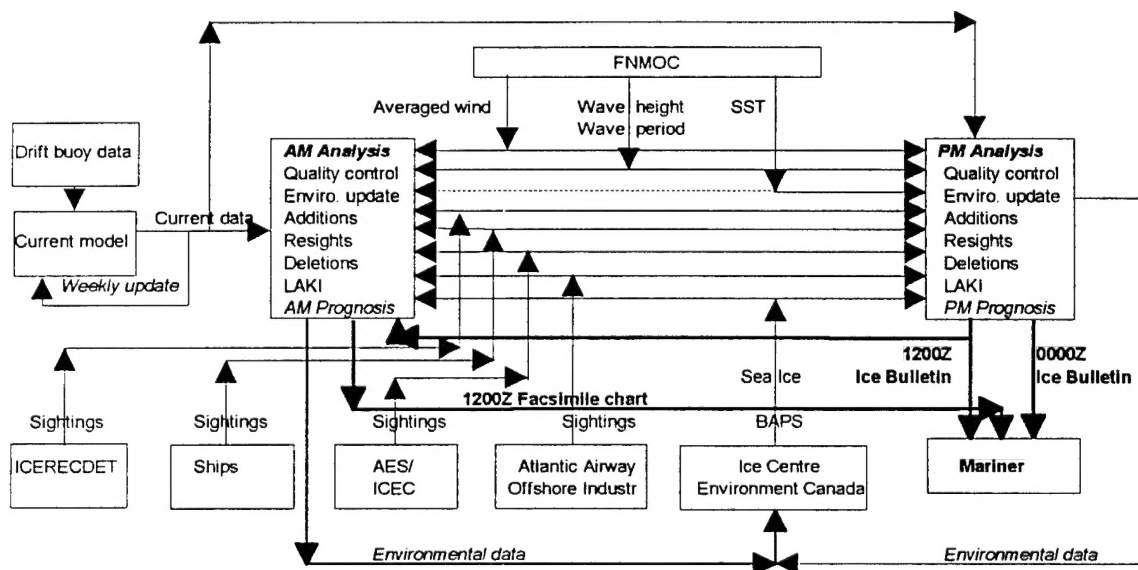 FNMOC
Averaged wind
Wave height
Wave period
SST
Drift buoy data
Current model
Current data
Weekly update
AM Analysis
Quality control
Enviro. update
Additions
Resights
Deletions
LAKI
AM Prognosis
PM Analysis
Quality control
Enviro. update
Additions
Resights
Deletions
LAKI
PM Prognosis
1200Z
Ice Bulletin
0000Z
Ice Bulletin
Sea Ice
1200Z Facsimile chart
Sightings
Sightings
Sightings
Sightings
BAPS
ICERECDET
Ships
AES/
ICEC
Atlantic Airway
Offshore Industr
Ice Centre
Environment Canada
Mariner
Environmental data
Environmental data